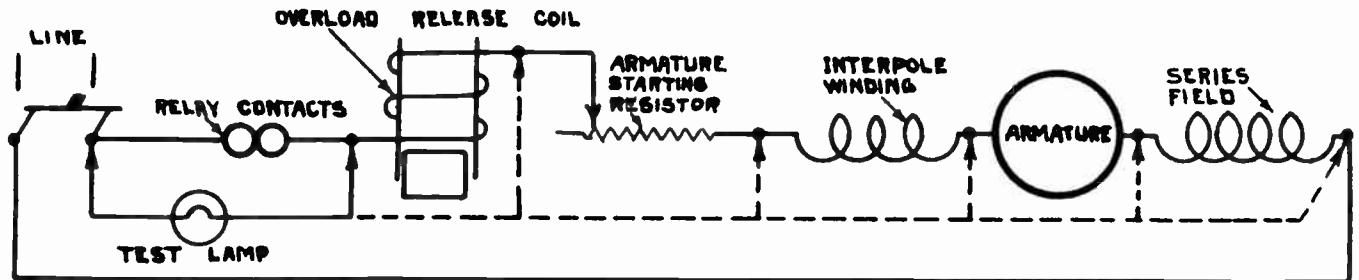 OVERLOAD RELEASE COIL
LINE
ARMATURE
STARTING
RESISTOR
INTERPOLE
WINDING
SERIES
FIELD
RELAY CONTACTS
ARMATURE
TEST LAMP